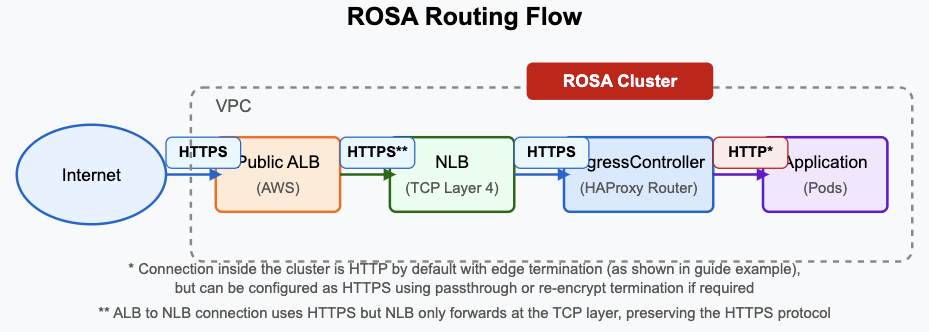 ROSA Routing Flow
ROSA Cluster
VPC
Internet
HTTPS
Public ALB
(AWS)
HTTPS**
NLB
(TCP Layer 4)
HTTPS
gressController
(HAProxy Router)
HTTP*
Application
(Pods)
* Connection inside the cluster is HTTP by default with edge termination (as shown in guide example),
but can be configured as HTTPS using passthrough or re-encrypt termination if required
** ALB to NLB connection uses HTTPS but NLB only forwards at the TCP layer, preserving the HTTPS protocol